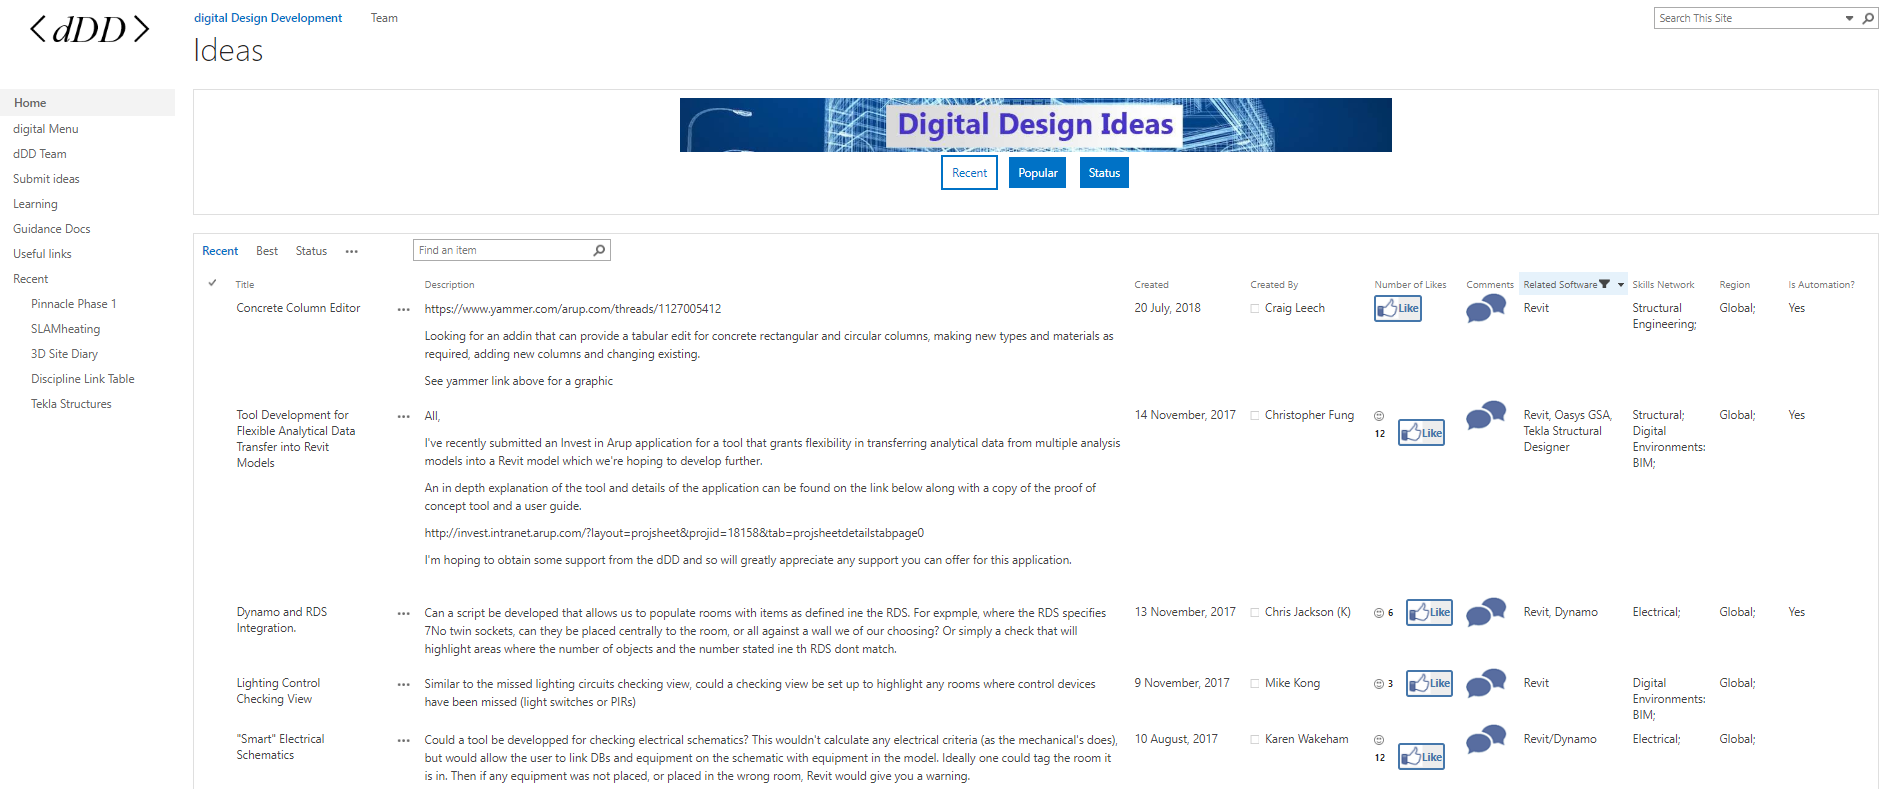 <dDD>
digital Design Development Team
Search This Site
Ideas
Home
digital Menu
dDD Team
Submit ideas
Learning
Guidance Docs
Useful links
Recent
Pinnacle Phase 1
SLAMheating
3D Site Diary
Discipline Link Table
Tekla Structures
Digital Design Ideas
Recent Popular Status
Recent Best Status ••• Find an item
Title Description Created Created By Number of Likes Comments Related Software Skills Network Region Is Automation?
Concrete Column Editor
•••
https://www.yammer.com/arup.com/threads/1127005412
Looking for an addin that can provide a tabular edit for concrete rectangular and circular columns, making new types and materials as
required, adding new columns and changing existing.
See yammer link above for a graphic
20 July, 2018
Craig Leech
Like
Revit
Structural
Engineering;
Global;
Yes
Tool Development for
Flexible Analytical Data
Transfer into Revit
Models
•••
All,
I've recently submitted an Invest in Arup application for a tool that grants flexibility in transferring analytical data from multiple analysis
models into a Revit model which we're hoping to develop further.
An in depth explanation of the tool and details of the application can be found on the link below along with a copy of the proof of
concept tool and a user guide.
http://invest.intranet.arup.com/?layout=projsheet&projid=18158&tab=projsheetdetailstabpage0
I'm hoping to obtain some support from the dDD and so will greatly appreciate any support you can offer for this application.
14 November, 2017
Christopher Fung
12 Like
Revit, Oasys GSA,
Tekla Structural
Designer
Structural;
Digital
Environments:
BIM;
Global;
Yes
Dynamo and RDS
Integration.
•••
Can a script be developed that allows us to populate rooms with items as defined ine the RDS. For expmple, where the RDS specifies
7No twin sockets, can they be placed centrally to the room, or all against a wall we of our choosing? Or simply a check that will
highlight areas where the number of objects and the number stated ine th RDS dont match.
13 November, 2017
Chris Jackson (K)
6 Like
Revit, Dynamo
Electrical;
Global;
Yes
Lighting Control
Checking View
•••
Similar to the missed lighting circuits checking view, could a checking view be set up to highlight any rooms where control devices
have been missed (light switches or PIRs)
9 November, 2017
Mike Kong
3 Like
Revit
Digital
Environments:
BIM;
Global;
"Smart" Electrical
Schematics
•••
Could a tool be developped for checking electrical schematics? This wouldn't calculate any electrical criteria (as the mechanical's does),
but would allow the user to link DBs and equipment on the schematic with equipment in the model. Ideally one could tag the room it
is in. Then if any equipment was not placed, or placed in the wrong room, Revit would give you a warning.
10 August, 2017
Karen Wakeham
12 Like
Revit/Dynamo
Electrical;
Global;